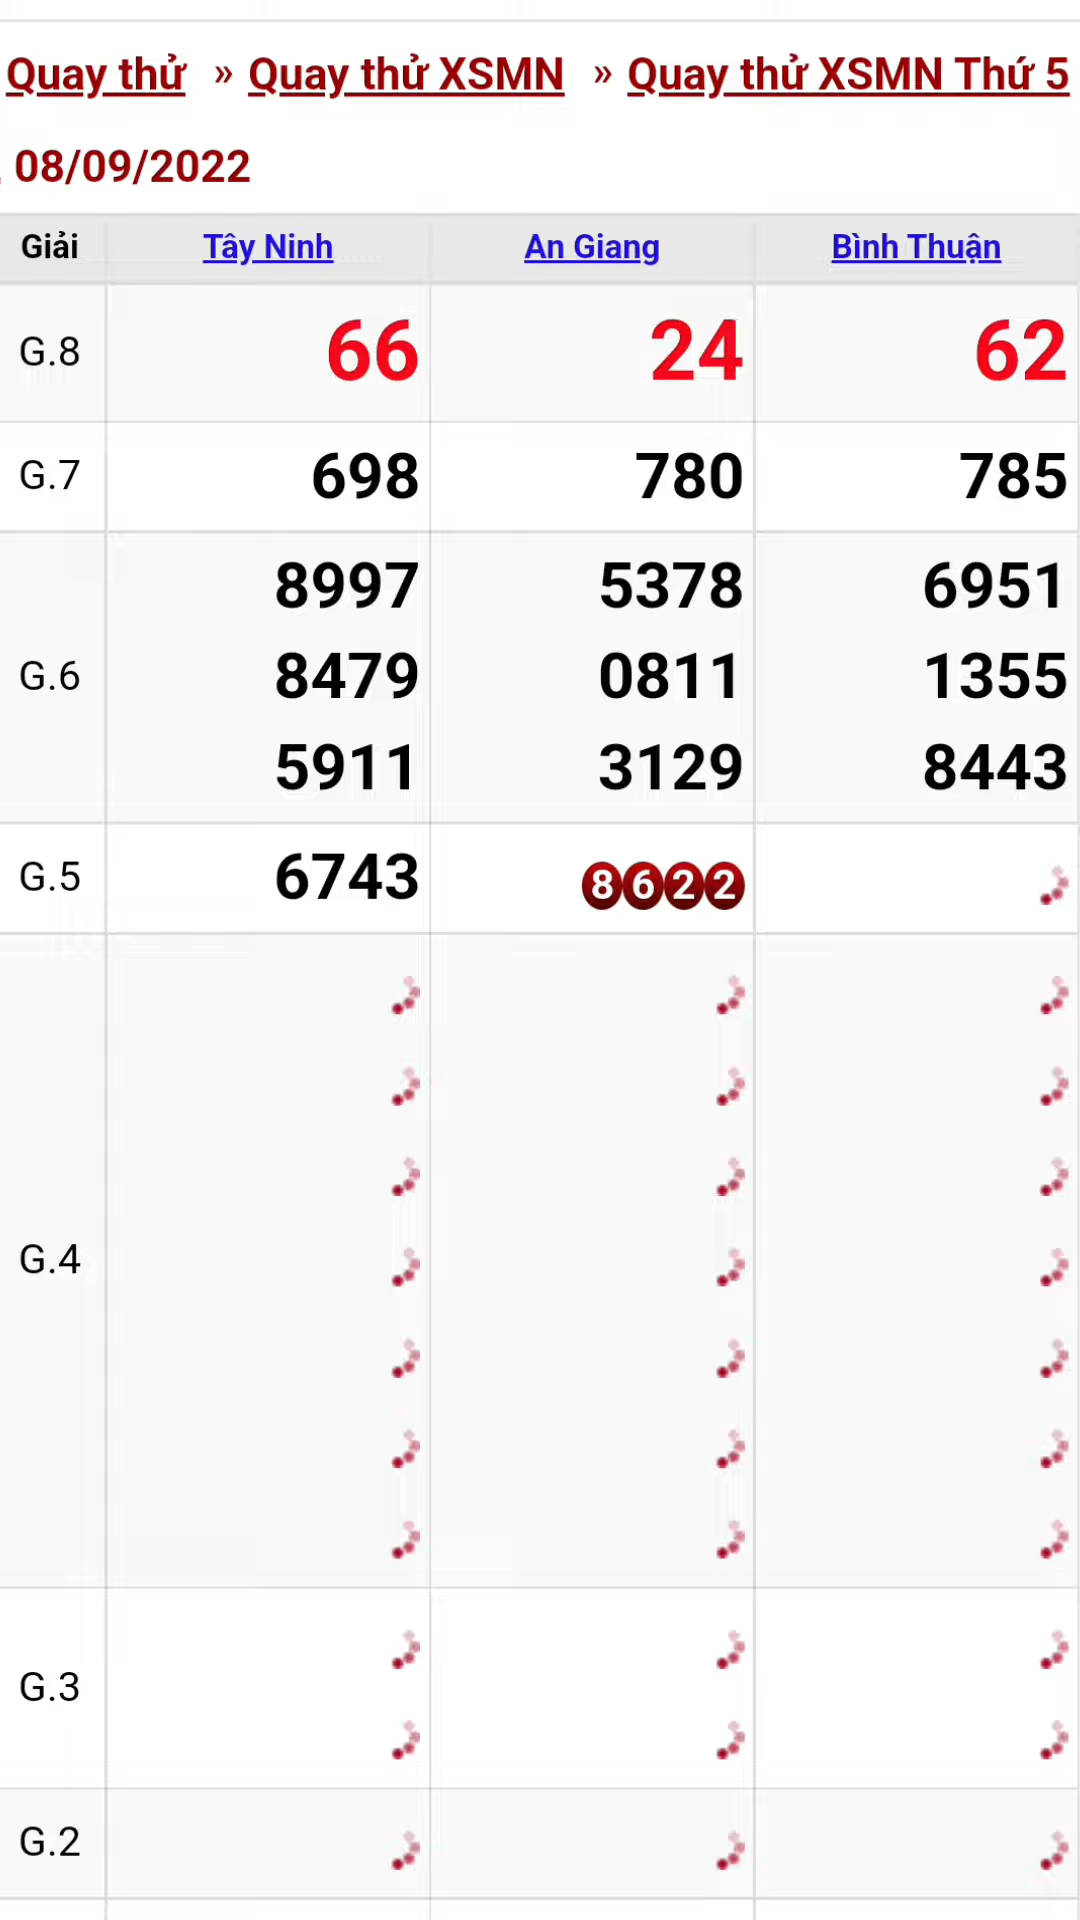 Quay thử » Quay thử XSMN » Quay thử XSMN Thứ 5
, 08/09/2022
Giải Tây Ninh An Giang Bình Thuận
G.8 66 24 62
G.7 698 780 785
8997 5378 6951
G.6 8479 0811 1355
5911 3129 8443
G.5 6743 8622
G.4
G.3
G.2